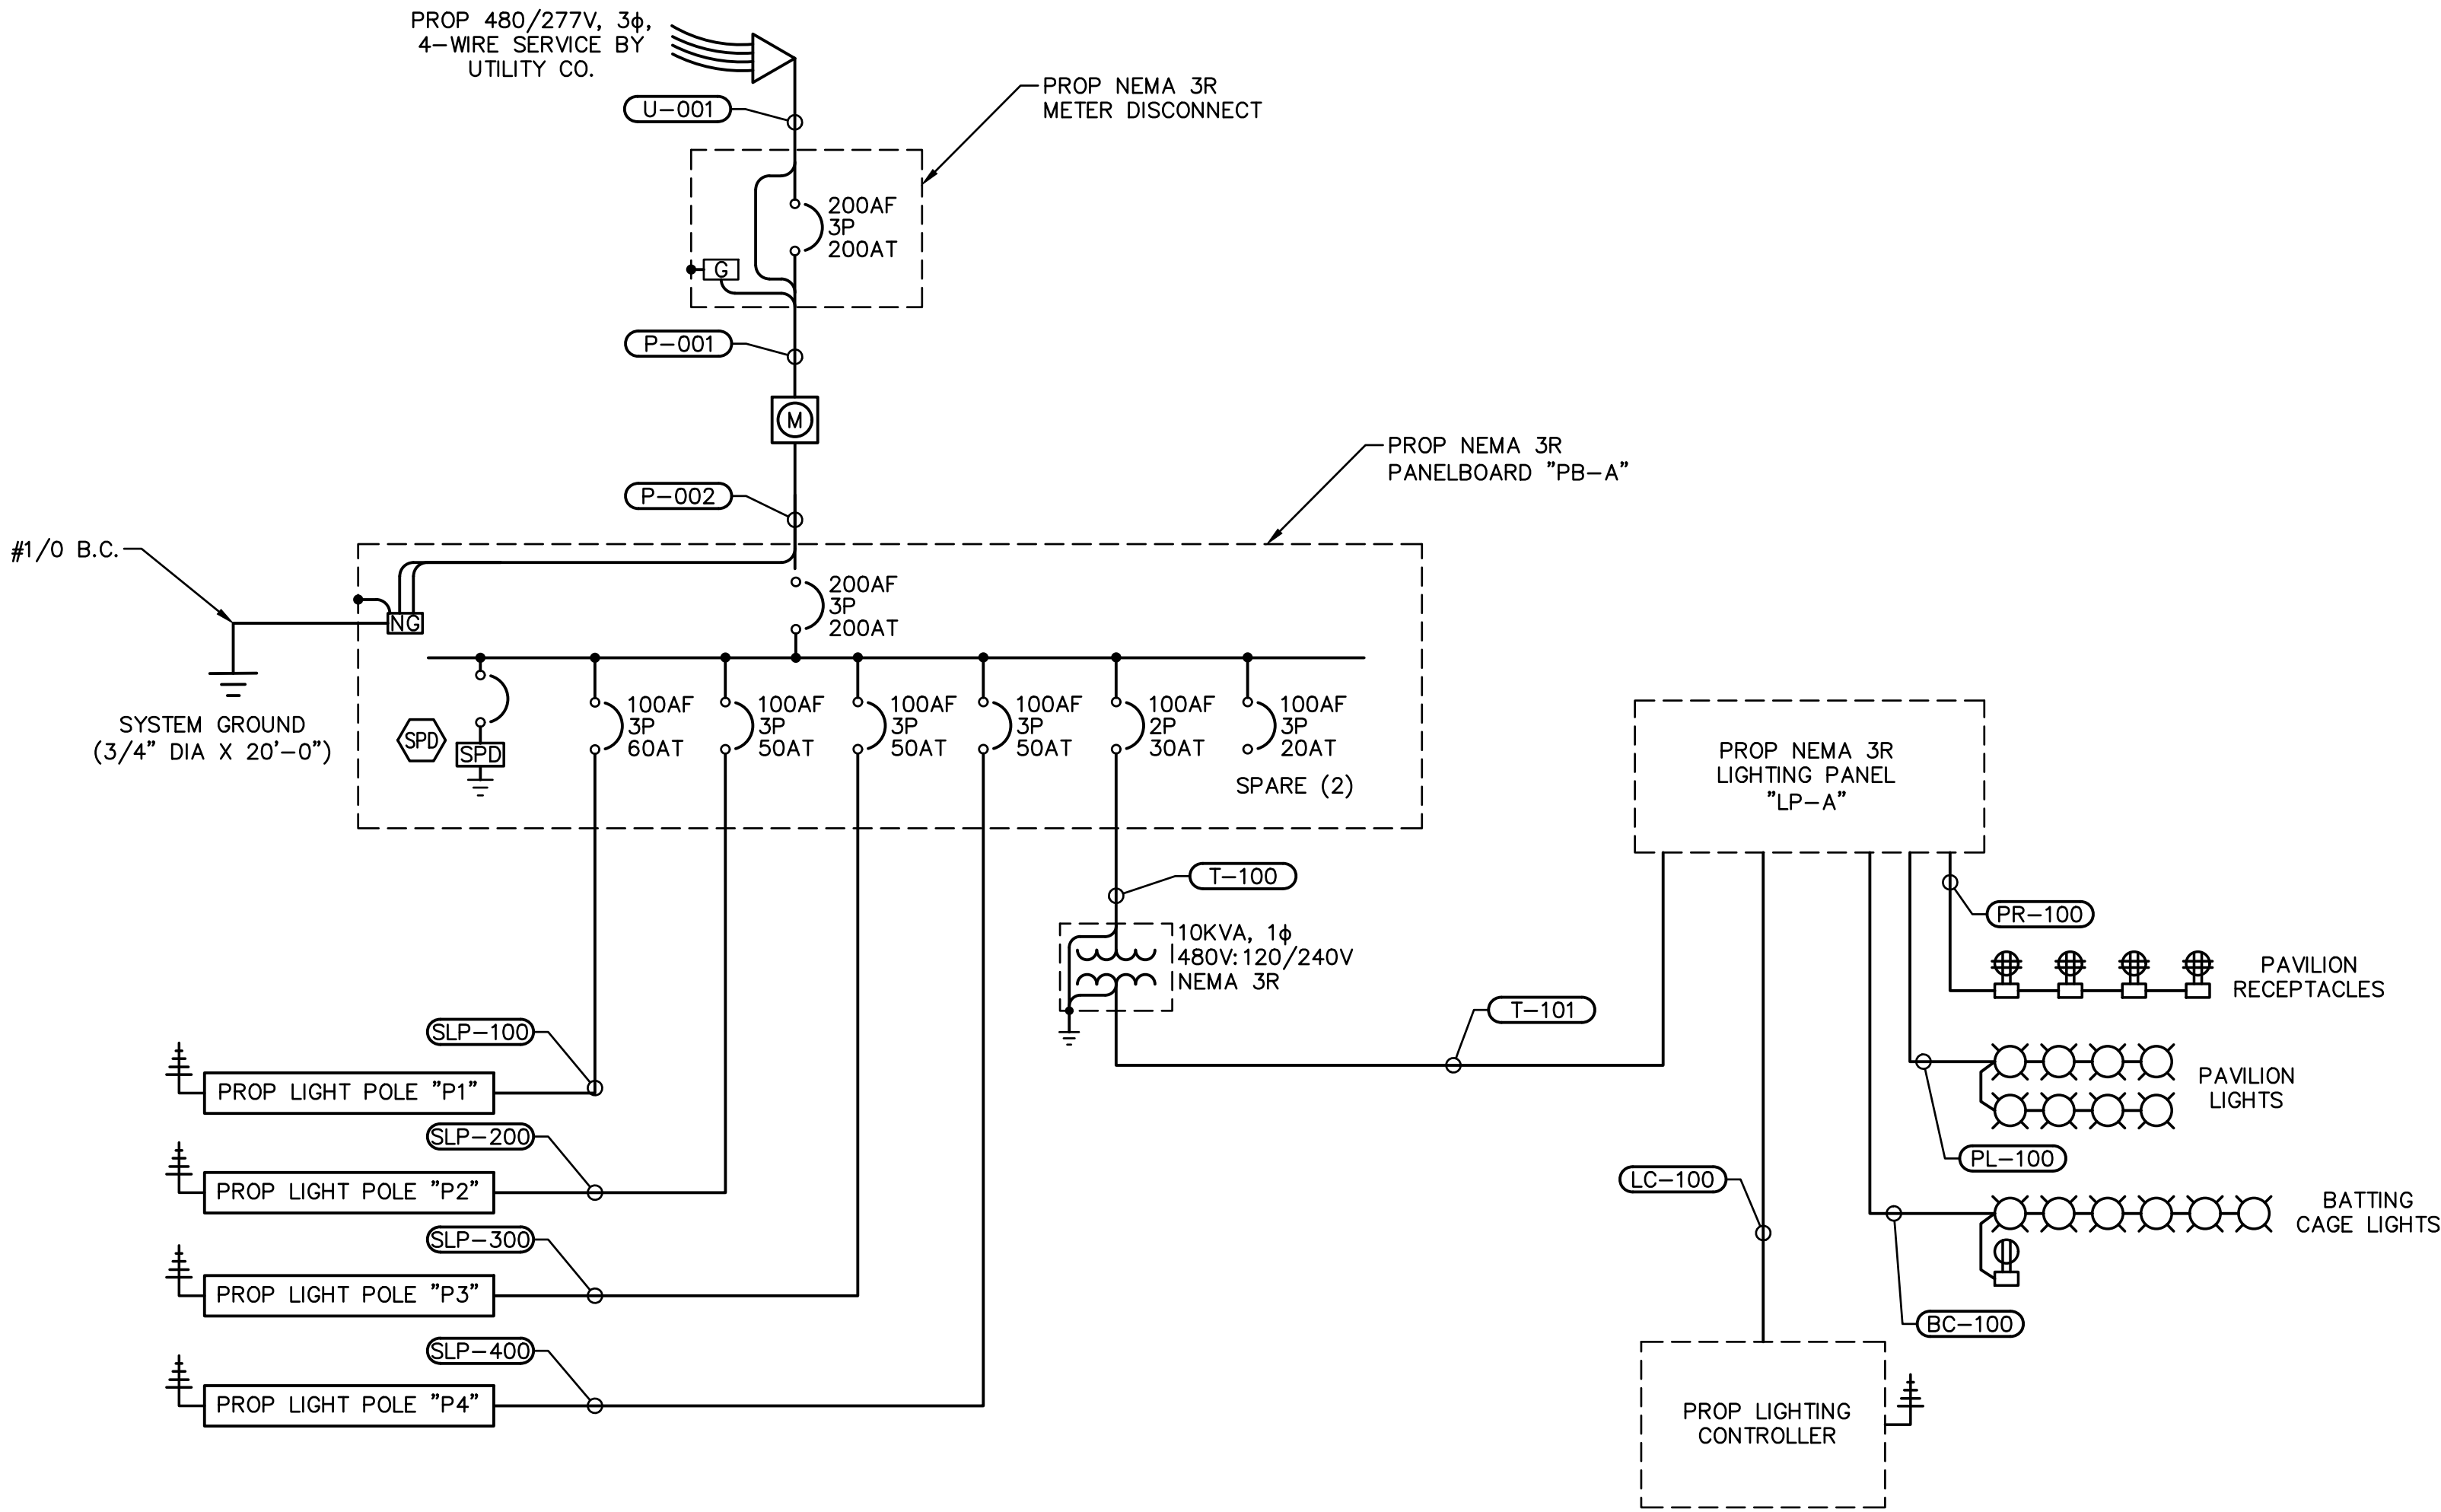 PROP 480/277V, 3ϕ,
4-WIRE SERVICE BY
UTILITY CO.
U-001
PROP NEMA 3R
METER DISCONNECT
200AF
3P
200AT
G
P-001
M
P-002
PROP NEMA 3R
PANELBOARD "PB-A"
#1/0 B.C.
NG
200AF
3P
200AT
SYSTEM GROUND
(3/4" DIA X 20'-0")
SPD
SPD
100AF
3P
60AT
100AF
3P
50AT
100AF
3P
50AT
100AF
3P
50AT
100AF
2P
30AT
100AF
3P
20AT
SPARE (2)
PROP NEMA 3R
LIGHTING PANEL
"LP-A"
T-100
10KVA, 1ϕ
480V:120/240V
NEMA 3R
T-101
PR-100
PAVILION
RECEPTACLES
PAVILION
LIGHTS
PL-100
LC-100
BATTING
CAGE LIGHTS
BC-100
SLP-100
PROP LIGHT POLE "P1"
SLP-200
PROP LIGHT POLE "P2"
SLP-300
PROP LIGHT POLE "P3"
SLP-400
PROP LIGHT POLE "P4"
PROP LIGHTING
CONTROLLER